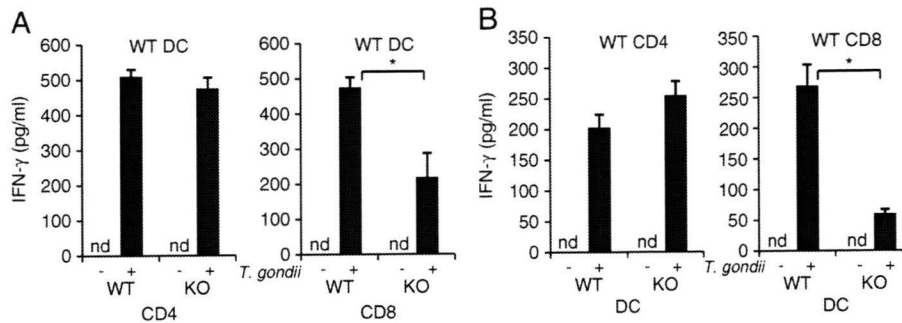 A
B
WT DC
WT DC
WT CD4
WT CD8
IFN-γ (pg/ml)
600
500
400
300
200
100
0
nd
nd
- + - +
WT KO
CD4
600
500
400
300
200
100
0
*
nd
nd
- + - + T. gondii
WT KO
CD8
IFN-γ (pg/ml)
350
300
250
200
150
100
50
0
nd
nd
- + - +
WT KO
DC
350
300
250
200
150
100
50
0
*
nd
nd
- + - + T. gondii
WT KO
DC